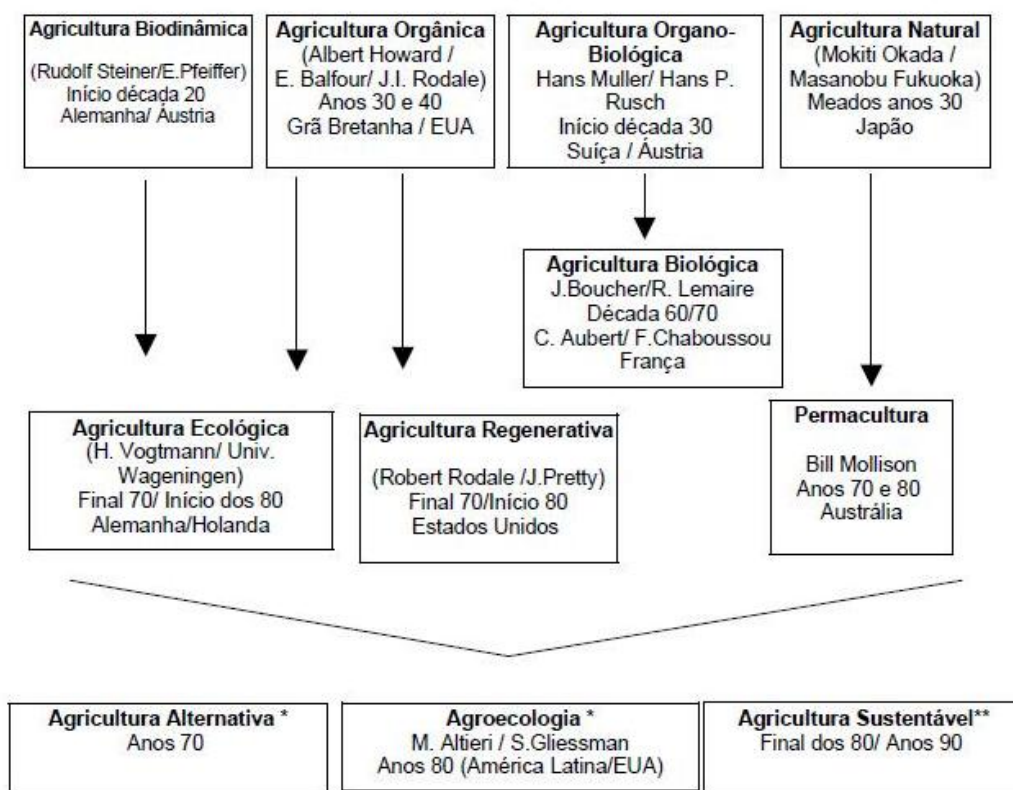 Agricultura Biodinâmica
(Rudolf Steiner/E.Pfeiffer)
Início década 20
Alemanha/ Áustria
Agricultura Orgânica
(Albert Howard /
E. Balfour/ J.I. Rodale)
Anos 30 e 40
Grã Bretanha / EUA
Agricultura Organo-
Biológica
Hans Muller/ Hans P.
Rusch
Início década 30
Suíça / Áustria
Agricultura Natural
(Mokiti Okada /
Masanobu Fukuoka)
Meados anos 30
Japão
Agricultura Biológica
J.Boucher/R. Lemaire
Década 60/70
C. Aubert/ F.Chaboussou
França
Agricultura Ecológica
(H. Vogtmann/ Univ.
Wageningen)
Final 70/ Início dos 80
Alemanha/Holanda
Agricultura Regenerativa
(Robert Rodale /J.Pretty)
Final 70/Início 80
Estados Unidos
Permacultura
Bill Mollison
Anos 70 e 80
Austrália
Agricultura Alternativa *
Anos 70
Agroecologia *
M. Altieri / S.Gliessman
Anos 80 (América Latina/EUA)
Agricultura Sustentável**
Final dos 80/ Anos 90